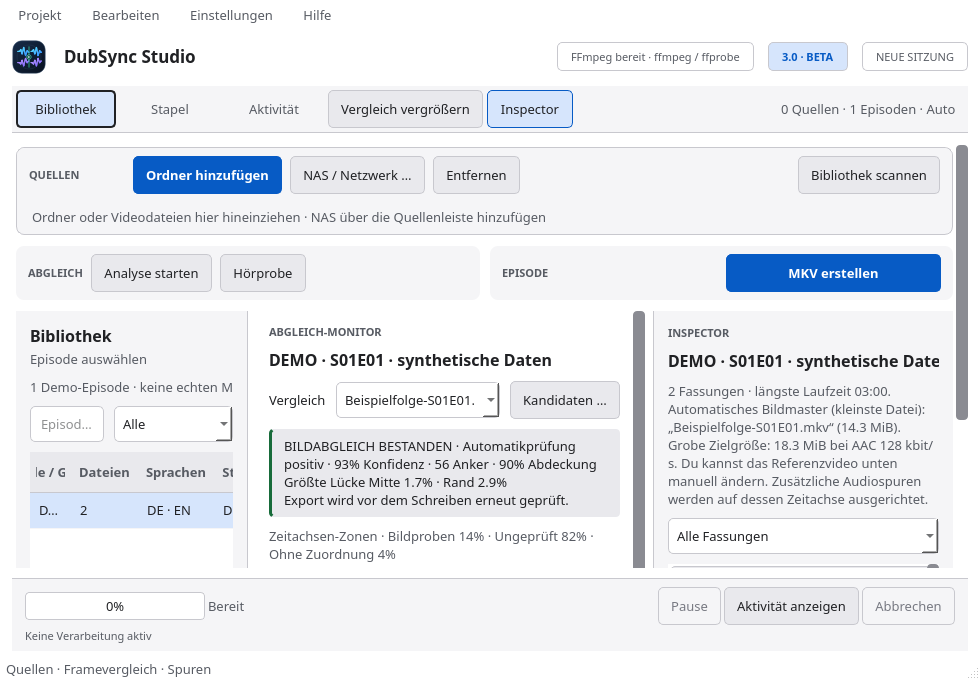 Projekt Bearbeiten Einstellungen Hilfe
DubSync Studio
FFmpeg bereit · ffmpeg / ffprobe
3.0 · BETA
NEUE SITZUNG
Bibliothek Stapel Aktivität Vergleich vergrößern Inspector
0 Quellen · 1 Episoden · Auto
QUELLEN
Ordner hinzufügen NAS / Netzwerk ... Entfernen Bibliothek scannen
Ordner oder Videodateien hier hineinziehen · NAS über die Quellenleiste hinzufügen
ABGLEICH Analyse starten Hörprobe
EPISODE MKV erstellen
Bibliothek
Episode auswählen
1 Demo-Episode · keine echten M
Episod... Alle
le / G Dateien Sprachen St
D... 2 DE · EN D
ABGLEICH-MONITOR
DEMO · S01E01 · synthetische Daten
Vergleich Beispielfolge-S01E01. Kandidaten ...
BILDABGLEICH BESTANDEN · Automatikprüfung
positiv · 93% Konfidenz · 56 Anker · 90% Abdeckung
Größte Lücke Mitte 1.7% · Rand 2.9%
Export wird vor dem Schreiben erneut geprüft.
Zeitachsen-Zonen · Bildproben 14% · Ungeprüft 82% ·
Ohne Zuordnung 4%
INSPECTOR
DEMO · S01E01 · synthetische Date
2 Fassungen · längste Laufzeit 03:00.
Automatisches Bildmaster (kleinste Datei):
„Beispielfolge-S01E01.mkv“ (14.3 MiB).
Grobe Zielgröße: 18.3 MiB bei AAC 128 kbit/
s. Du kannst das Referenzvideo unten
manuell ändern. Zusätzliche Audiospuren
werden auf dessen Zeitachse ausgerichtet.
Alle Fassungen
0% Bereit
Keine Verarbeitung aktiv
Pause Aktivität anzeigen Abbrechen
Quellen · Framevergleich · Spuren